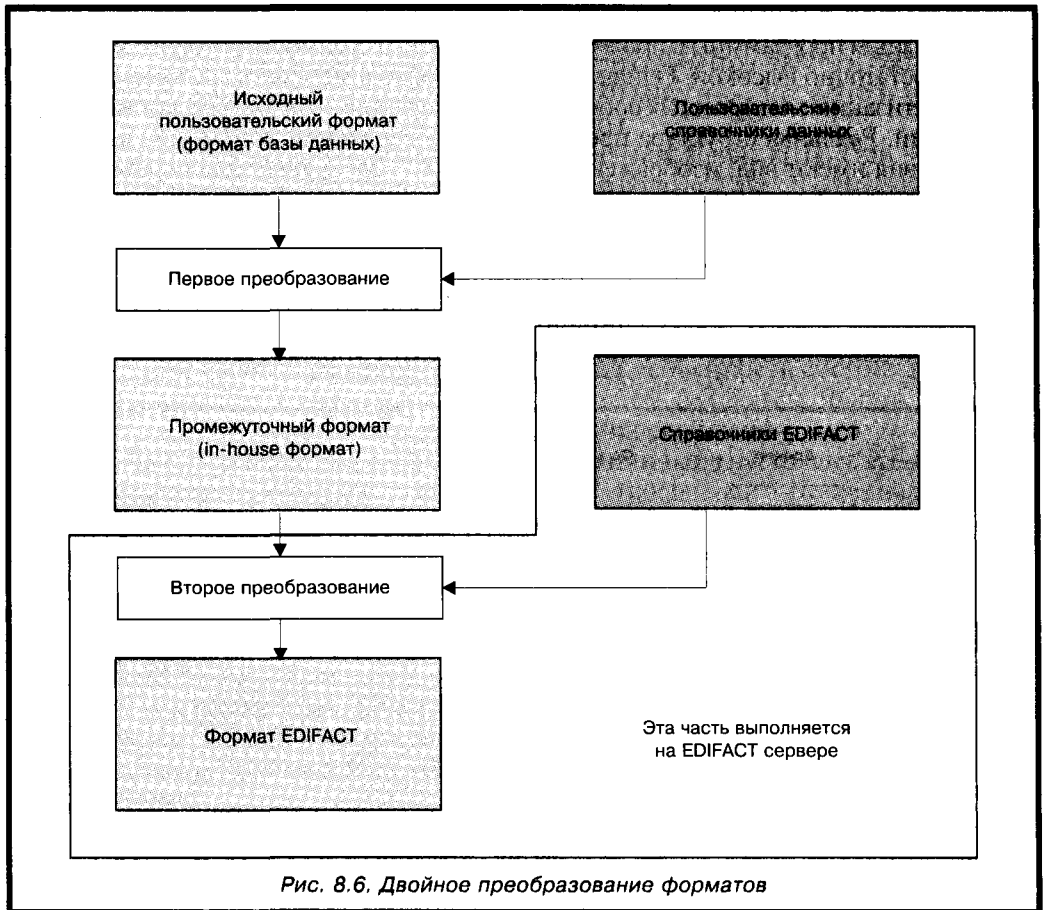 Исходный
пользовательский формат
(формат базы данных)
Пользовательские
справочники данных
Первое преобразование
Промежуточный формат
(in-house формат)
Справочники EDIFACT
Второе преобразование
Формат EDIFACT
Эта часть выполняется
на EDIFACT сервере
Рис. 8.6. Двойное преобразование форматов